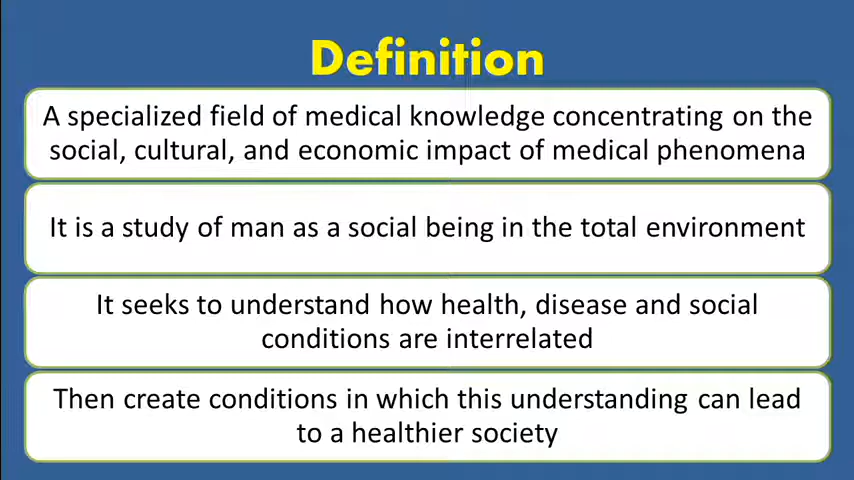 Definition
A specialized field of medical knowledge concentrating on the
social, cultural, and economic impact of medical phenomena
It is a study of man as a social being in the total environment
It seeks to understand how health, disease and social
conditions are interrelated
Then create conditions in which this understanding can lead
to a healthier society